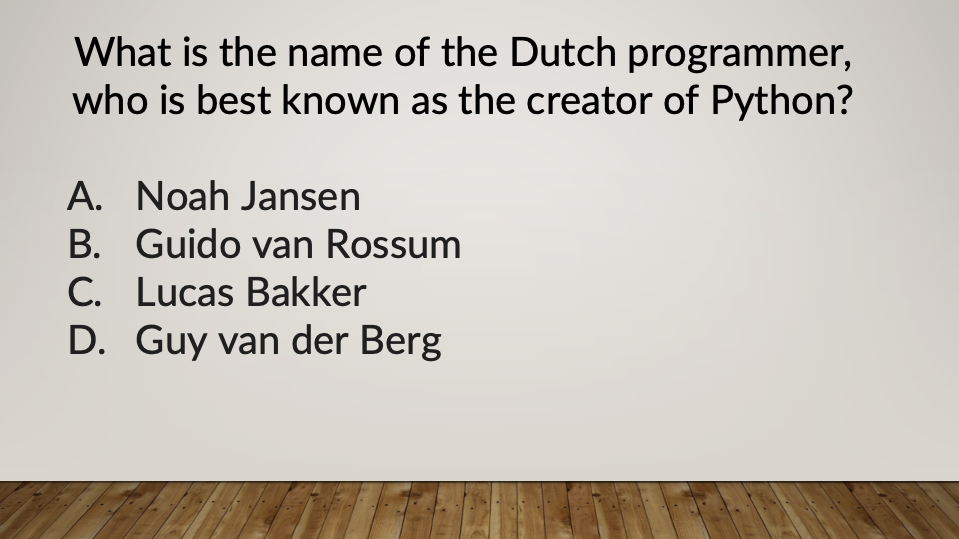 What is the name of the Dutch programmer,
who is best known as the creator of Python?
A. Noah Jansen
B. Guido van Rossum
C. Lucas Bakker
D. Guy van der Berg